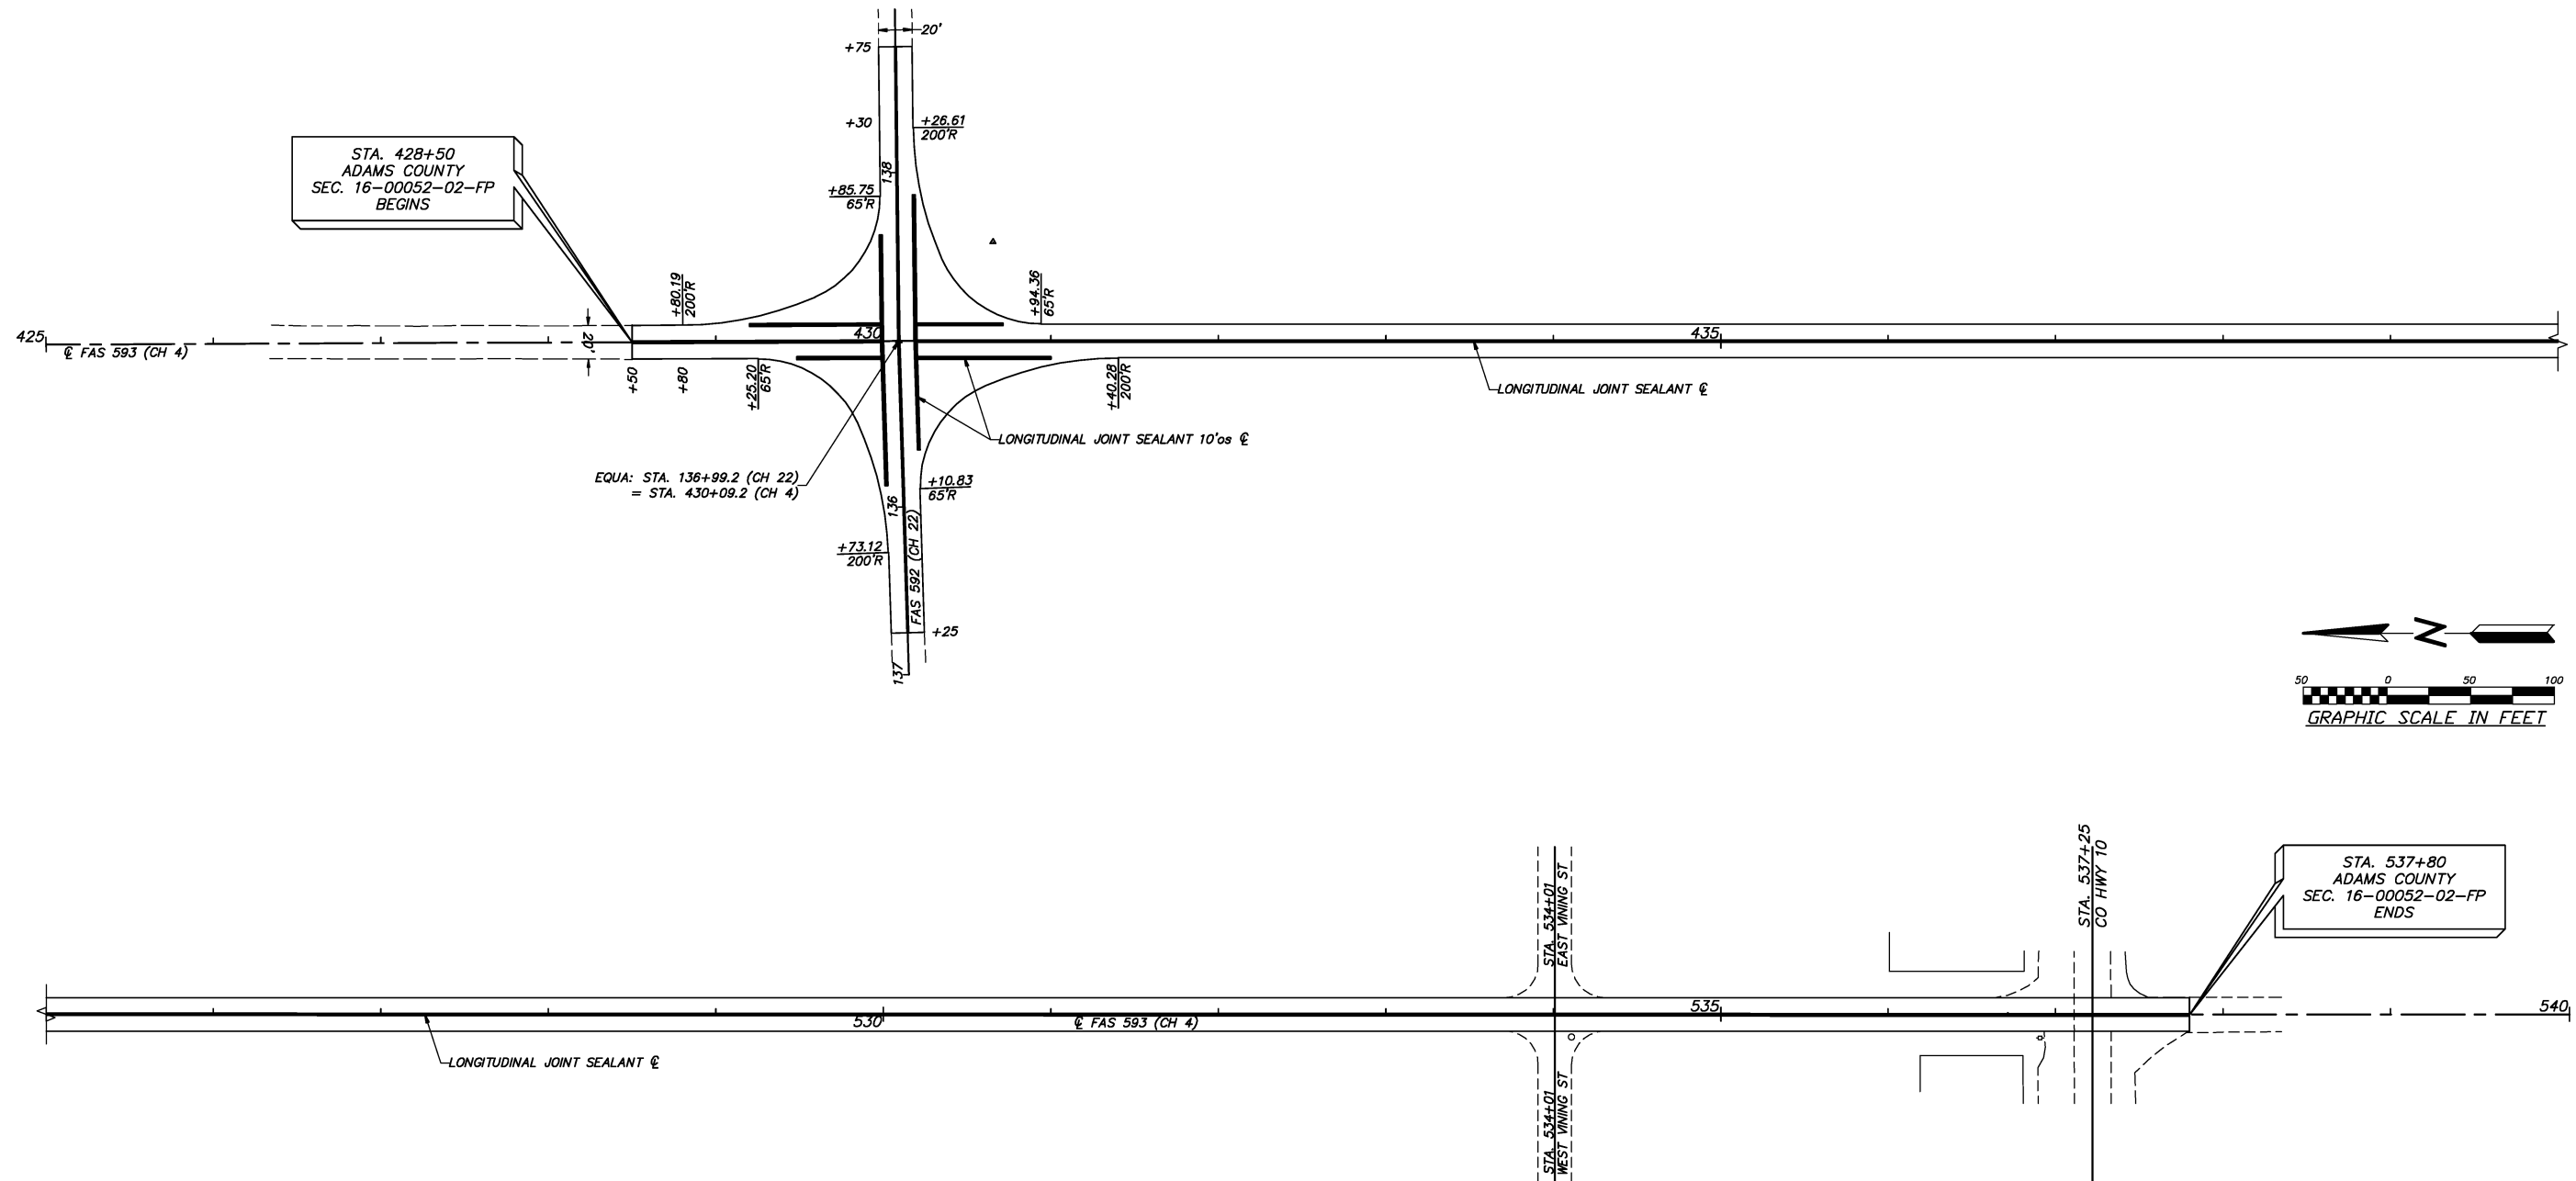 20'
+75
+30
+26.61
200'R
138
+85.75
65'R
STA. 428+50
ADAMS COUNTY
SEC. 16-00052-02-FP
BEGINS
+80.19
200'R
+94.36
65'R
425
℄ FAS 593 (CH 4)
20'
430
435
+50
+80
+25.20
65'R
+40.28
200'R
LONGITUDINAL JOINT SEALANT ℄
LONGITUDINAL JOINT SEALANT 10'os ℄
EQUA: STA. 136+99.2 (CH 22)
= STA. 430+09.2 (CH 4)
+10.83
65'R
136
+73.12
200'R
FAS 592 (CH 22)
+25
137
N
50 0 50 100
GRAPHIC SCALE IN FEET
STA. 537+25
CO HWY 10
STA. 534+01
EAST VINING ST
STA. 537+80
ADAMS COUNTY
SEC. 16-00052-02-FP
ENDS
530
℄ FAS 593 (CH 4)
535
540
LONGITUDINAL JOINT SEALANT ℄
STA. 534+01
WEST VINING ST